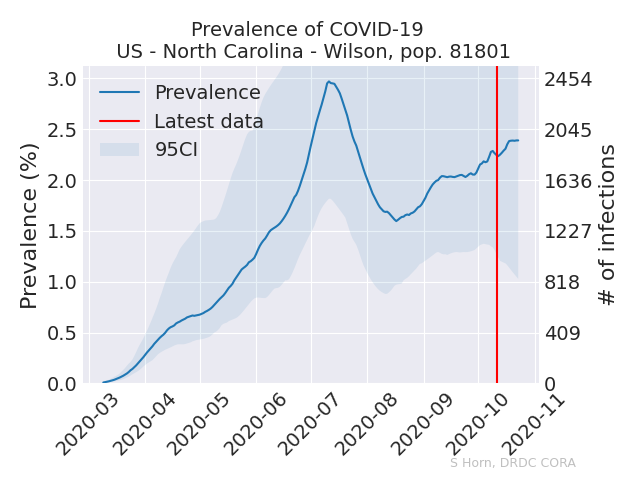 Prevalence of COVID-19
US - North Carolina - Wilson, pop. 81801
Prevalence (%)
3.0
2.5
2.0
1.5
1.0
0.5
0.0
Prevalence
Latest data
95CI
2454
2045
1636
1227
818
409
0
# of infections
2020-03
2020-04
2020-05
2020-06
2020-07
2020-08
2020-09
2020-10
2020-11
S Horn, DRDC CORA